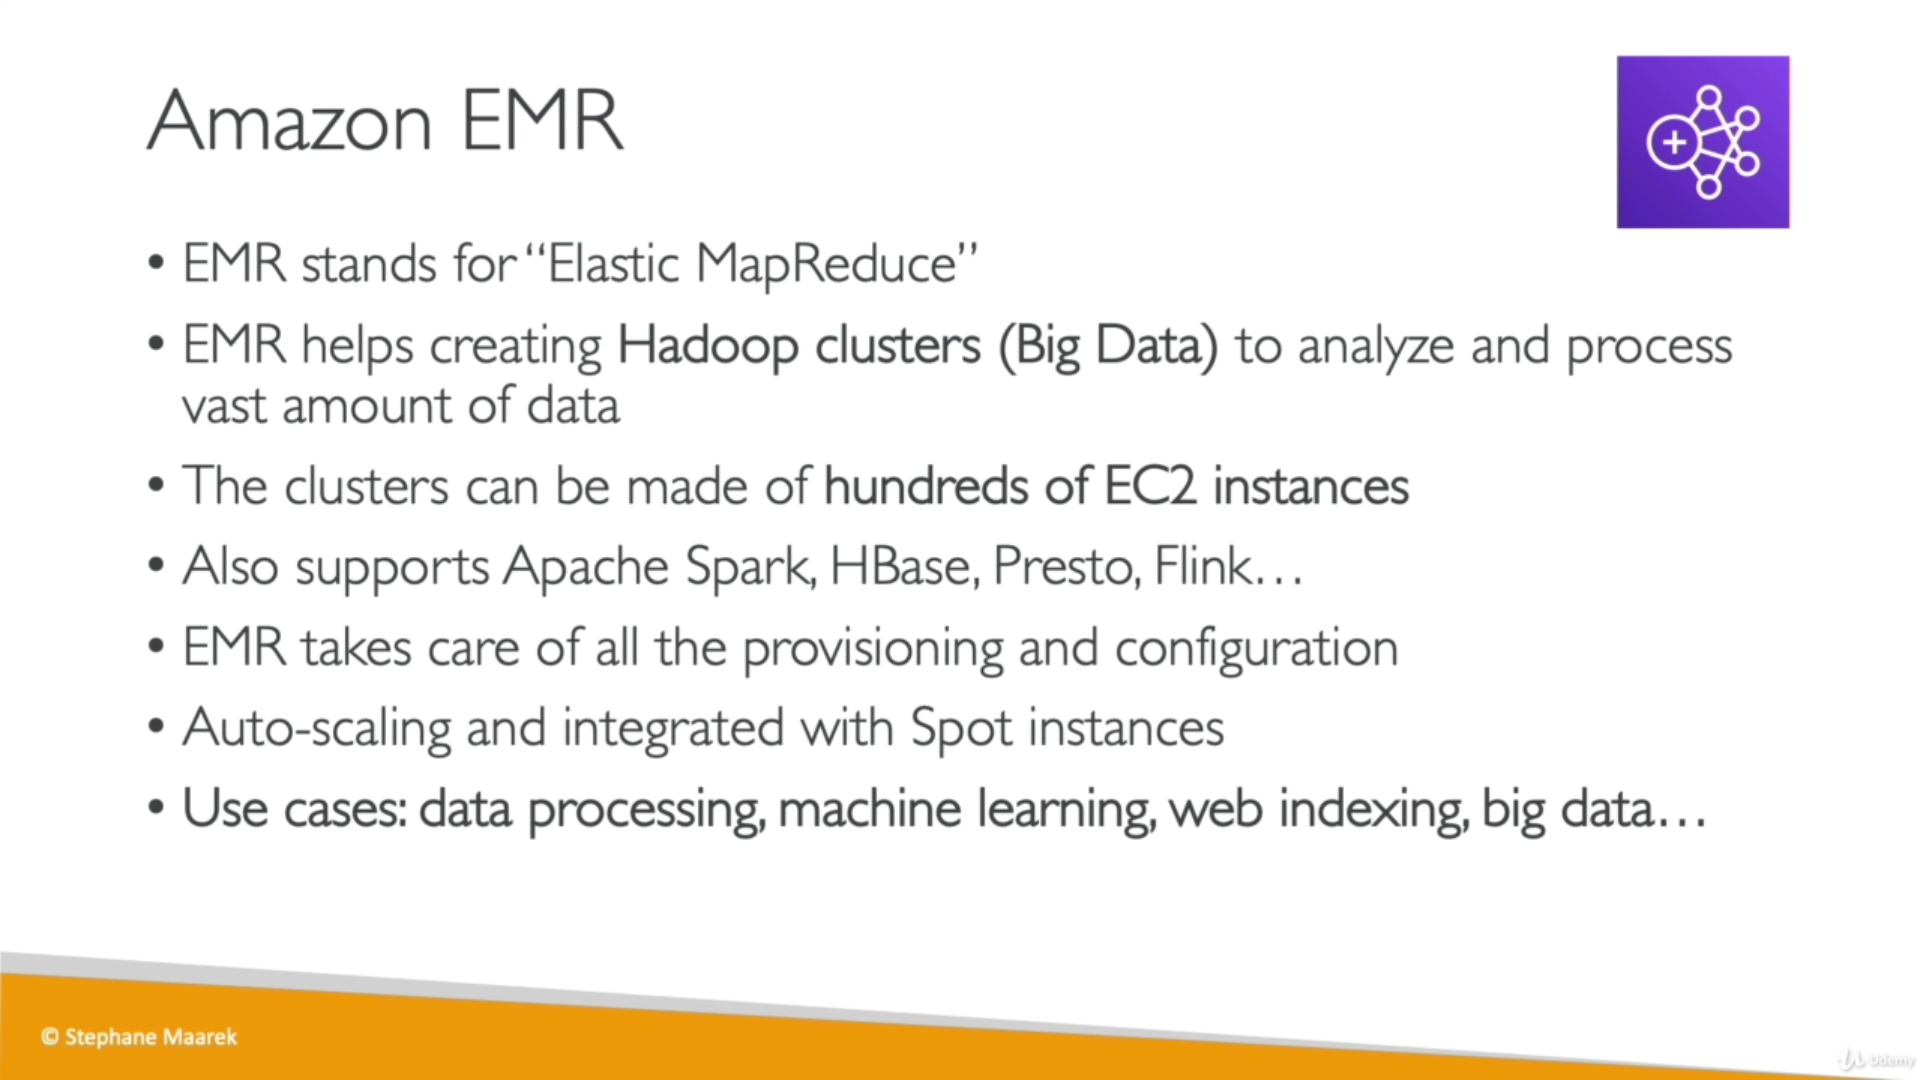 Amazon EMR
• EMR stands for “Elastic MapReduce”
• EMR helps creating Hadoop clusters (Big Data) to analyze and process
vast amount of data
• The clusters can be made of hundreds of EC2 instances
• Also supports Apache Spark, HBase, Presto, Flink…
• EMR takes care of all the provisioning and configuration
• Auto-scaling and integrated with Spot instances
• Use cases: data processing, machine learning, web indexing, big data…
© Stephane Maarek
Udemy